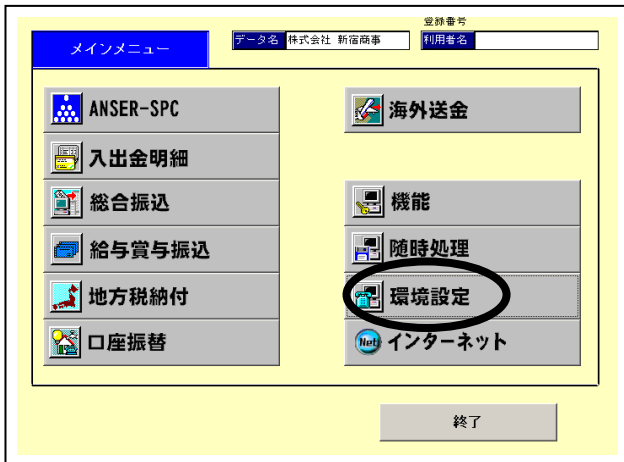 登録番号
メインメニュー
データ名 株式会社 新宿商事 利用者名
ANSER-SPC
入出金明細
総合振込
給与賞与振込
地方税納付
口座振替
海外送金
機能
随時処理
環境設定
Net インターネット
終了